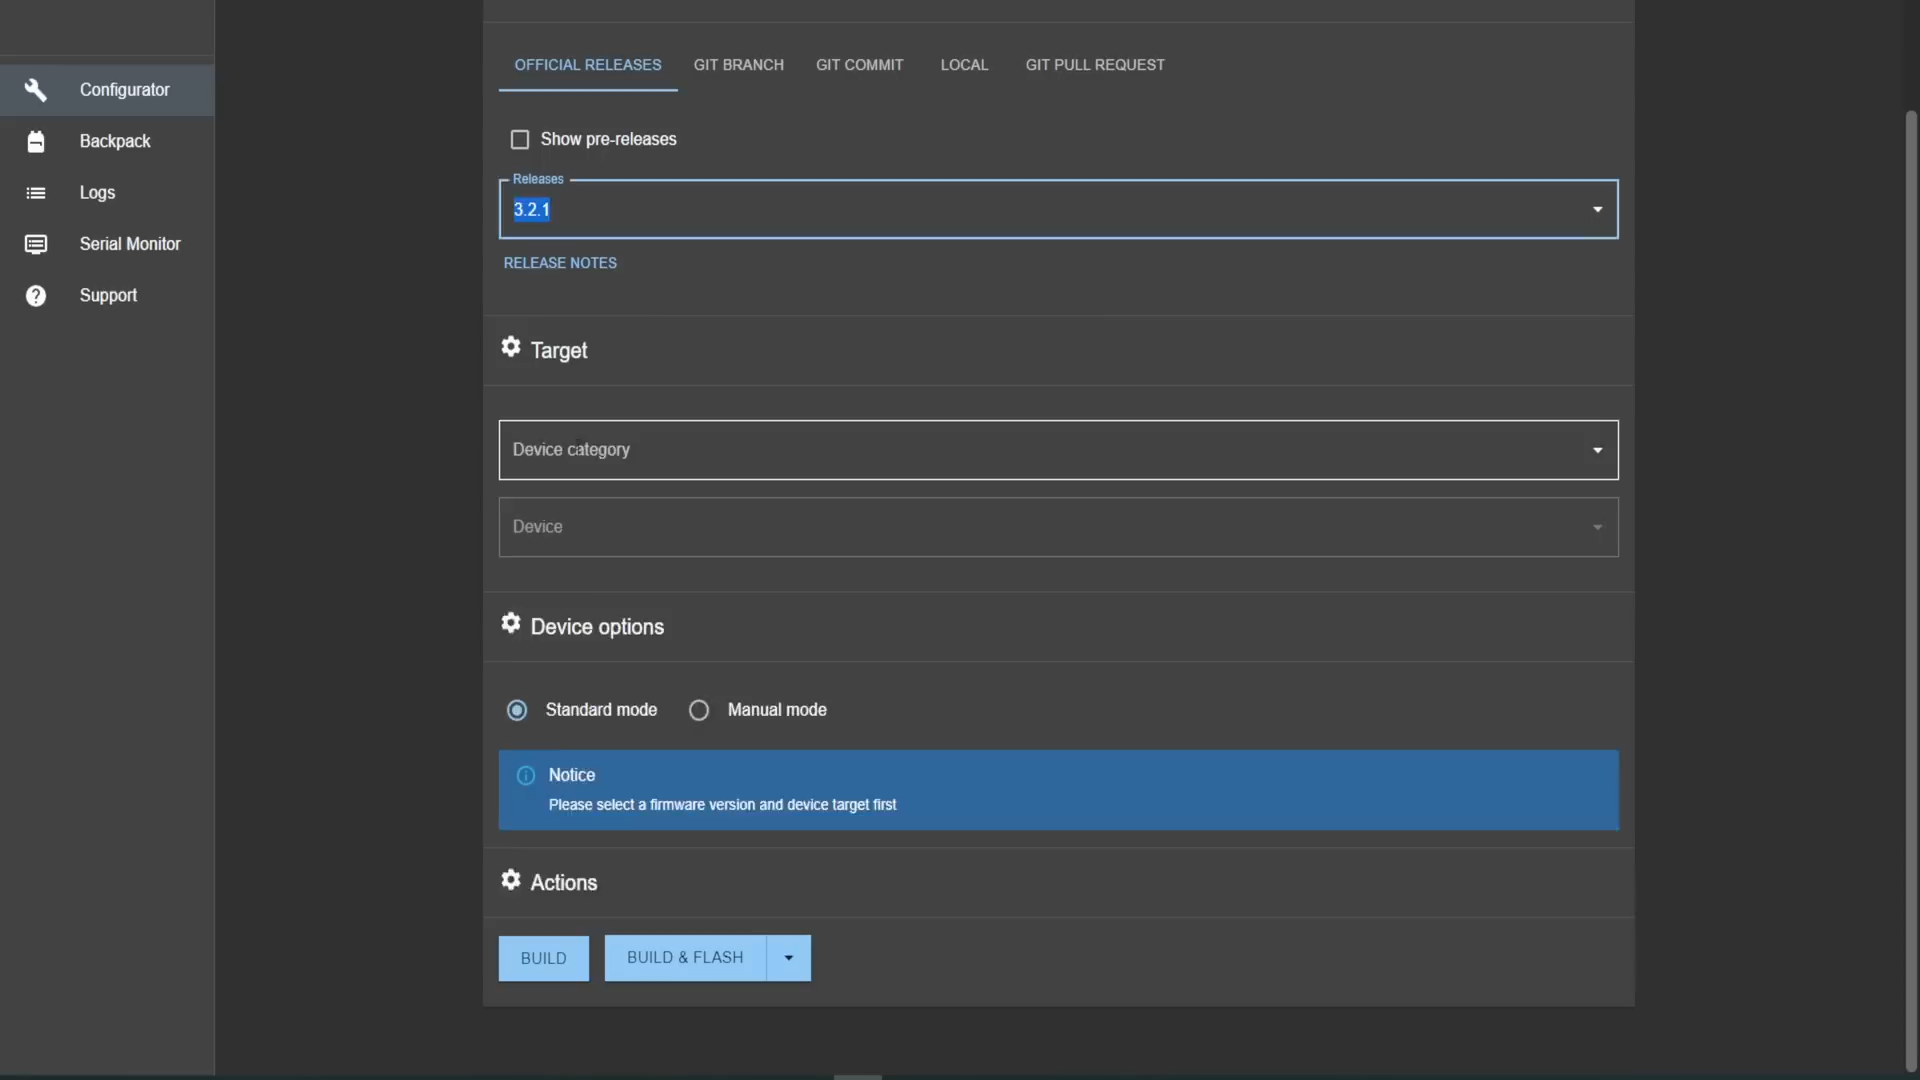 Configurator
Backpack
Logs
Serial Monitor
Support
OFFICIAL RELEASES GIT BRANCH GIT COMMIT LOCAL GIT PULL REQUEST
Show pre-releases
Releases
3.2.1
RELEASE NOTES
Target
Device category
Device
Device options
Standard mode Manual mode
Notice
Please select a firmware version and device target first
Actions
BUILD BUILD & FLASH